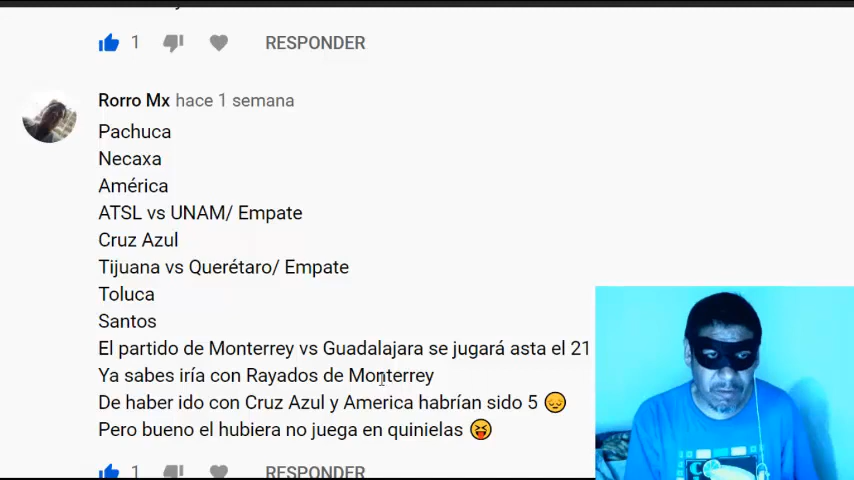 1 RESPONDER
Rorro Mx hace 1 semana
Pachuca
Necaxa
América
ATSL vs UNAM/ Empate
Cruz Azul
Tijuana vs Querétaro/ Empate
Toluca
Santos
El partido de Monterrey vs Guadalajara se jugará asta el 21
Ya sabes iría con Rayados de Monterrey
De haber ido con Cruz Azul y America habrían sido 5 😔
Pero bueno el hubiera no juega en quinielas 😝
1 RESPONDER